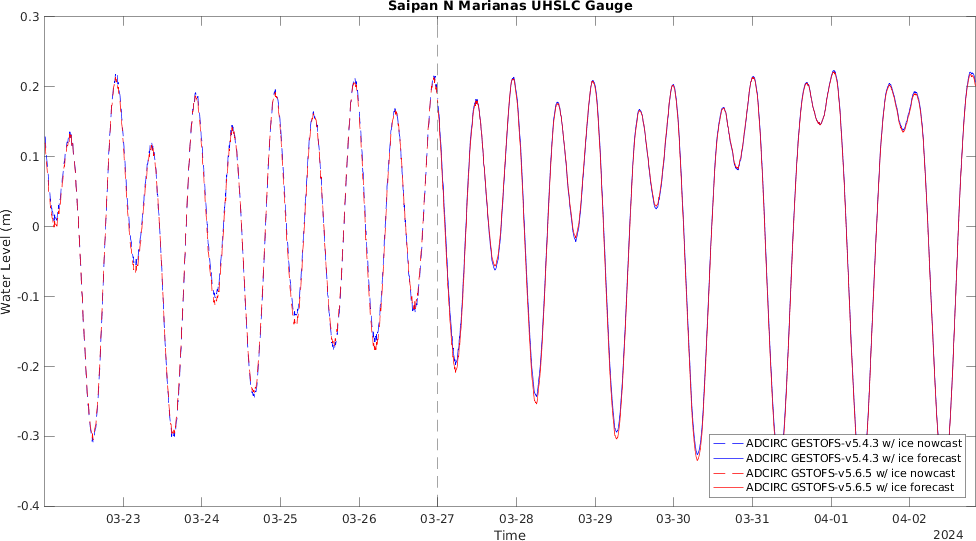 Saipan N Marianas UHSLC Gauge
0.3
0.2
0.1
0
-0.1
-0.2
-0.3
-0.4
Water Level (m)
ADCIRC GESTOFS-v5.4.3 w/ ice nowcast
ADCIRC GESTOFS-v5.4.3 w/ ice forecast
ADCIRC GSTOFS-v5.6.5 w/ ice nowcast
ADCIRC GSTOFS-v5.6.5 w/ ice forecast
03-23 03-24 03-25 03-26 03-27 03-28 03-29 03-30 03-31 04-01 04-02
Time
2024